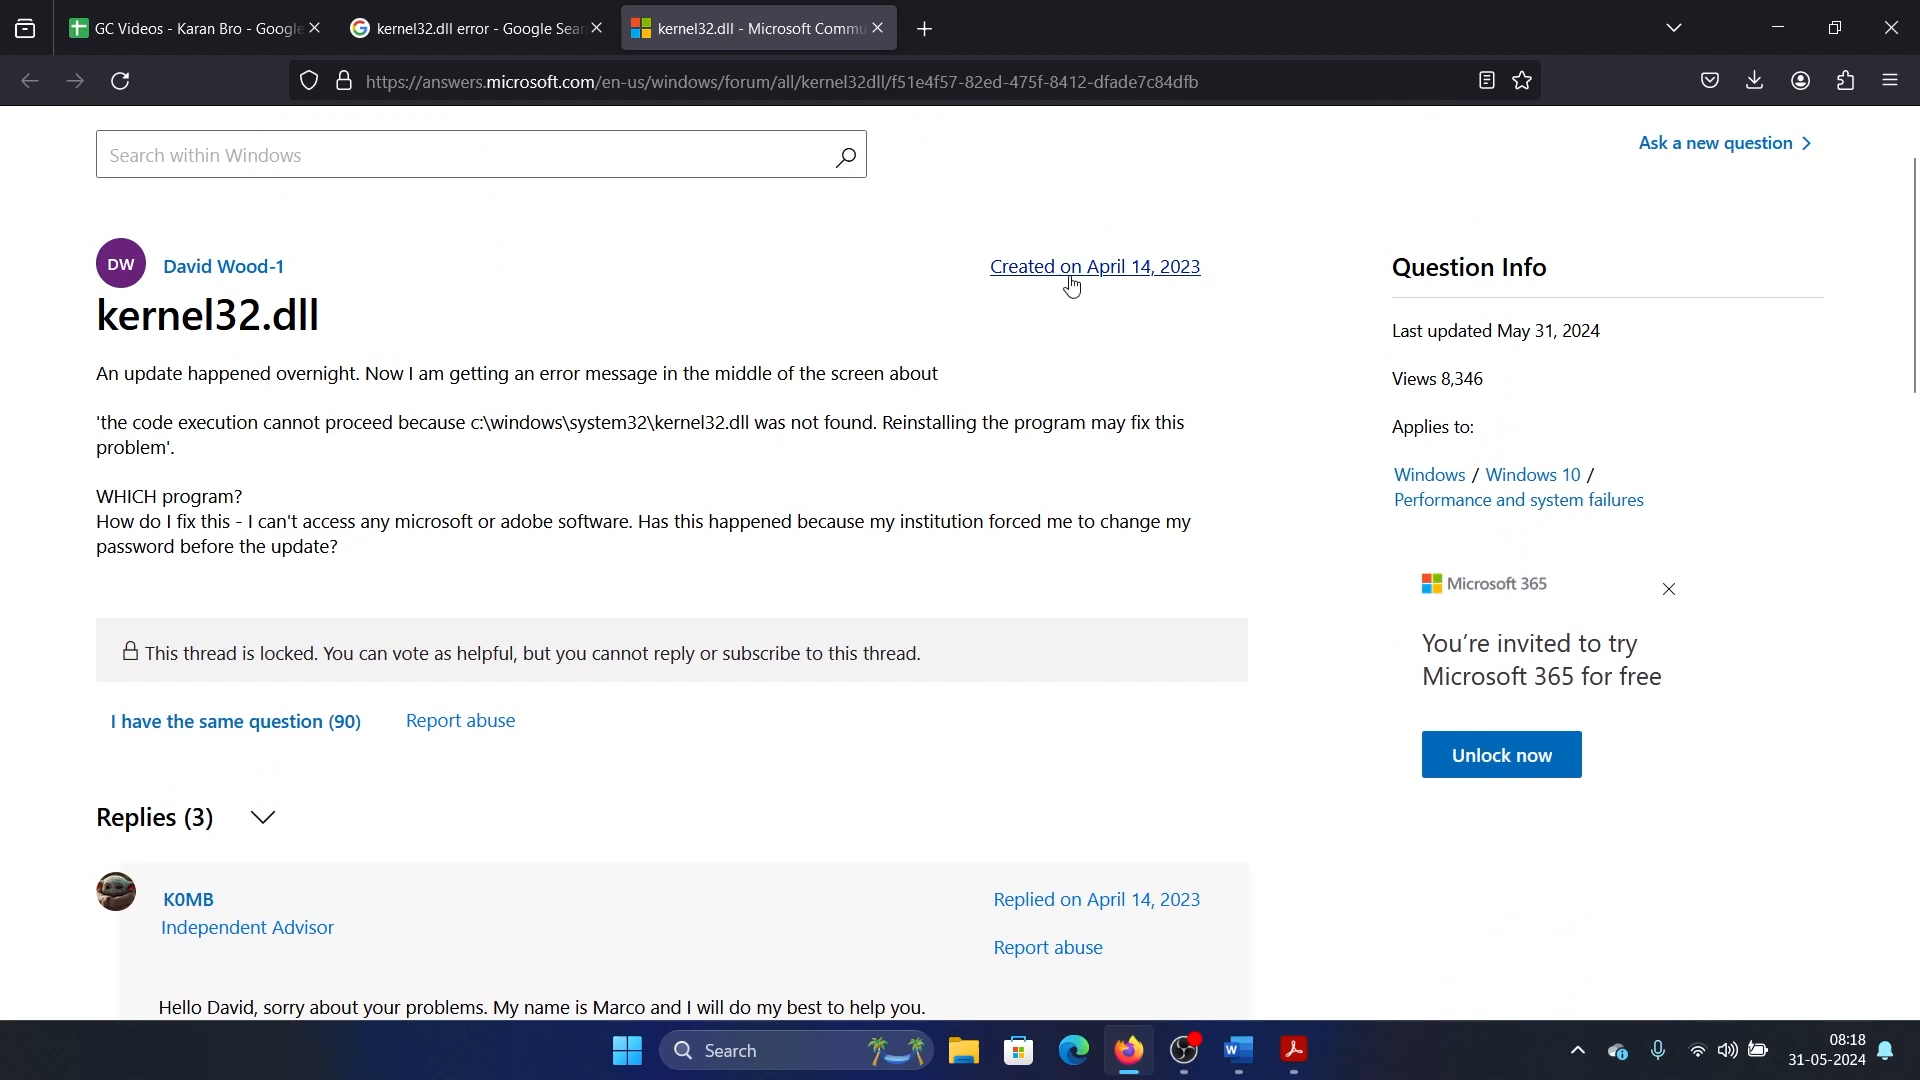 GC Videos - Karan Bro - Google
kernel32.dll error - Google Sear
kernel32.dll - Microsoft Commu
https://answers.microsoft.com/en-us/windows/forum/all/kernel32dll/f51e4f57-82ed-475f-8412-dfade7c84dfb
Search within Windows
Ask a new question
DW
David Wood-1
Created on April 14, 2023
kernel32.dll
An update happened overnight. Now I am getting an error message in the middle of the screen about
'the code execution cannot proceed because c:\windows\system32\kernel32.dll was not found. Reinstalling the program may fix this
problem'.
WHICH program?
How do I fix this - I can't access any microsoft or adobe software. Has this happened because my institution forced me to change my
password before the update?
This thread is locked. You can vote as helpful, but you cannot reply or subscribe to this thread.
I have the same question (90)
Report abuse
Question Info
Last updated May 31, 2024
Views 8,346
Applies to:
Windows / Windows 10 /
Performance and system failures
Microsoft 365
You're invited to try
Microsoft 365 for free
Unlock now
Replies (3)
K0MB
Independent Advisor
Replied on April 14, 2023
Report abuse
Hello David, sorry about your problems. My name is Marco and I will do my best to help you.
Search
08:18
31-05-2024